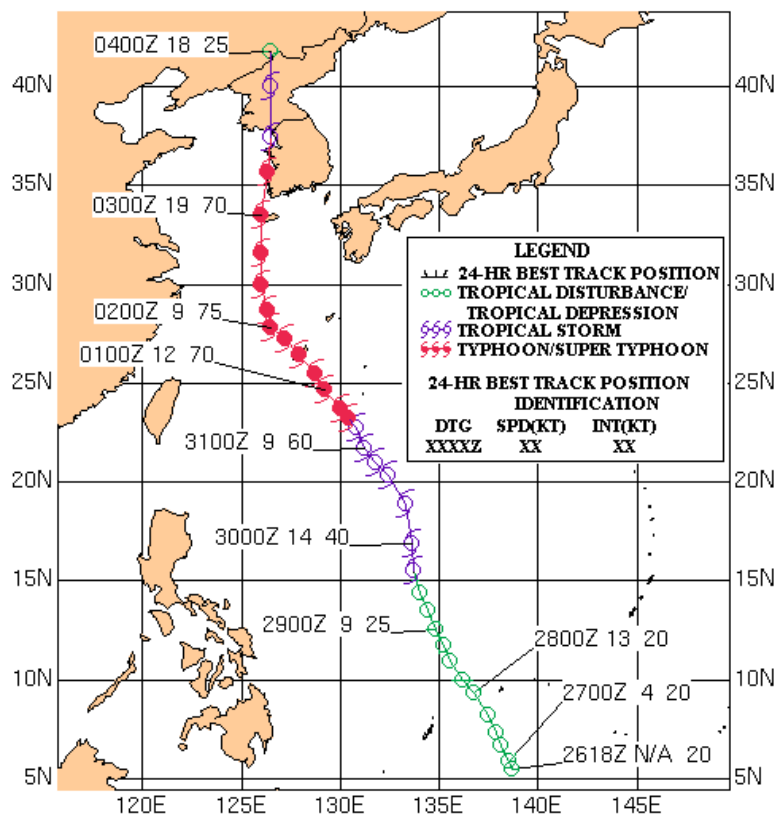 0400Z 18 25
40N 40N
35N 35N
0300Z 19 70
30N 30N
0200Z 9 75
0100Z 12 70
25N 25N
3100Z 9 60
20N 20N
3000Z 14 40
15N 15N
2900Z 9 25
2800Z 13 20
10N 10N
2700Z 4 20
2618Z N/A 20
5N 5N
120E 125E 130E 135E 140E 145E
LEGEND
24-HR BEST TRACK POSITION
TROPICAL DISTURBANCE/
TROPICAL DEPRESSION
TROPICAL STORM
TYPHOON/SUPER TYPHOON
24-HR BEST TRACK POSITION
IDENTIFICATION
DTG SPD(KT) INT(KT)
XXXXZ XX XX